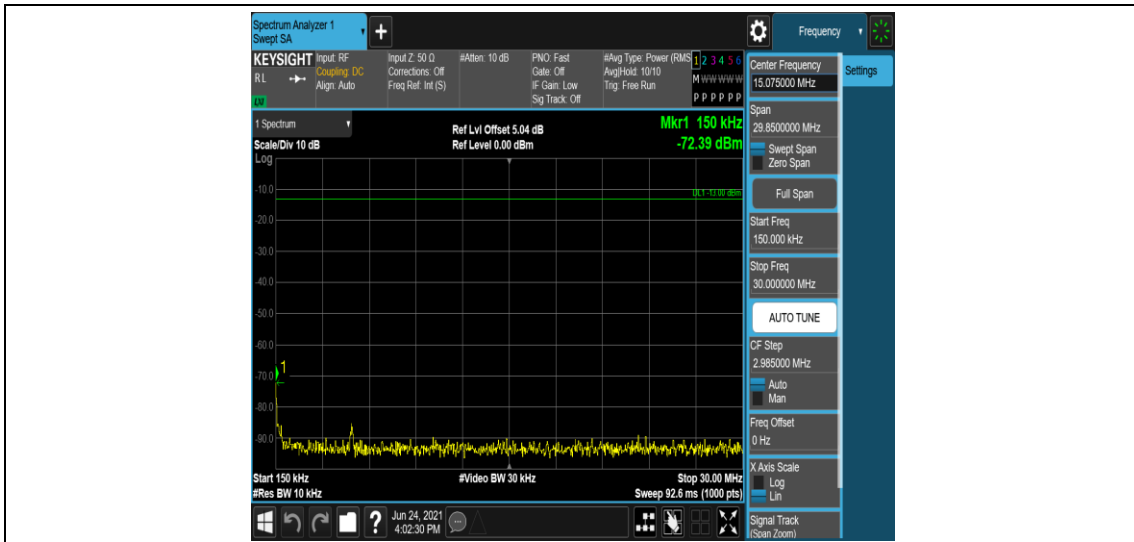 Spectrum Analyzer 1
Swept SA
+
Frequency
KEYSIGHT
RL
LXI
Input: RF
Coupling: DC
Align: Auto
Input Z: 50 Ω
Corrections: Off
Freq Ref: Int (S)
#Atten: 10 dB
PNO: Fast
Gate: Off
IF Gain: Low
Sig Track: Off
#Avg Type: Power (RMS
Avg|Hold: 10/10
Trig: Free Run
1 2 3 4 5 6
M W W W W W
P P P P P P
1 Spectrum
Scale/Div 10 dB
Log
Ref Lvl Offset 5.04 dB
Ref Level 0.00 dBm
Mkr1 150 kHz
-72.39 dBm
DL1 -13.00 dBm
-10.0
-20.0
-30.0
-40.0
-50.0
-60.0
1
-70.0
-80.0
-90.0
Start 150 kHz
#Res BW 10 kHz
#Video BW 30 kHz
Stop 30.00 MHz
Sweep 92.6 ms (1000 pts)
?
Jun 24, 2021
4:02:30 PM
Center Frequency
15.075000 MHz
Settings
Span
29.8500000 MHz
Swept Span
Zero Span
Full Span
Start Freq
150.000 kHz
Stop Freq
30.000000 MHz
AUTO TUNE
CF Step
2.985000 MHz
Auto
Man
Freq Offset
0 Hz
X Axis Scale
Log
Lin
Signal Track
(Span Zoom)